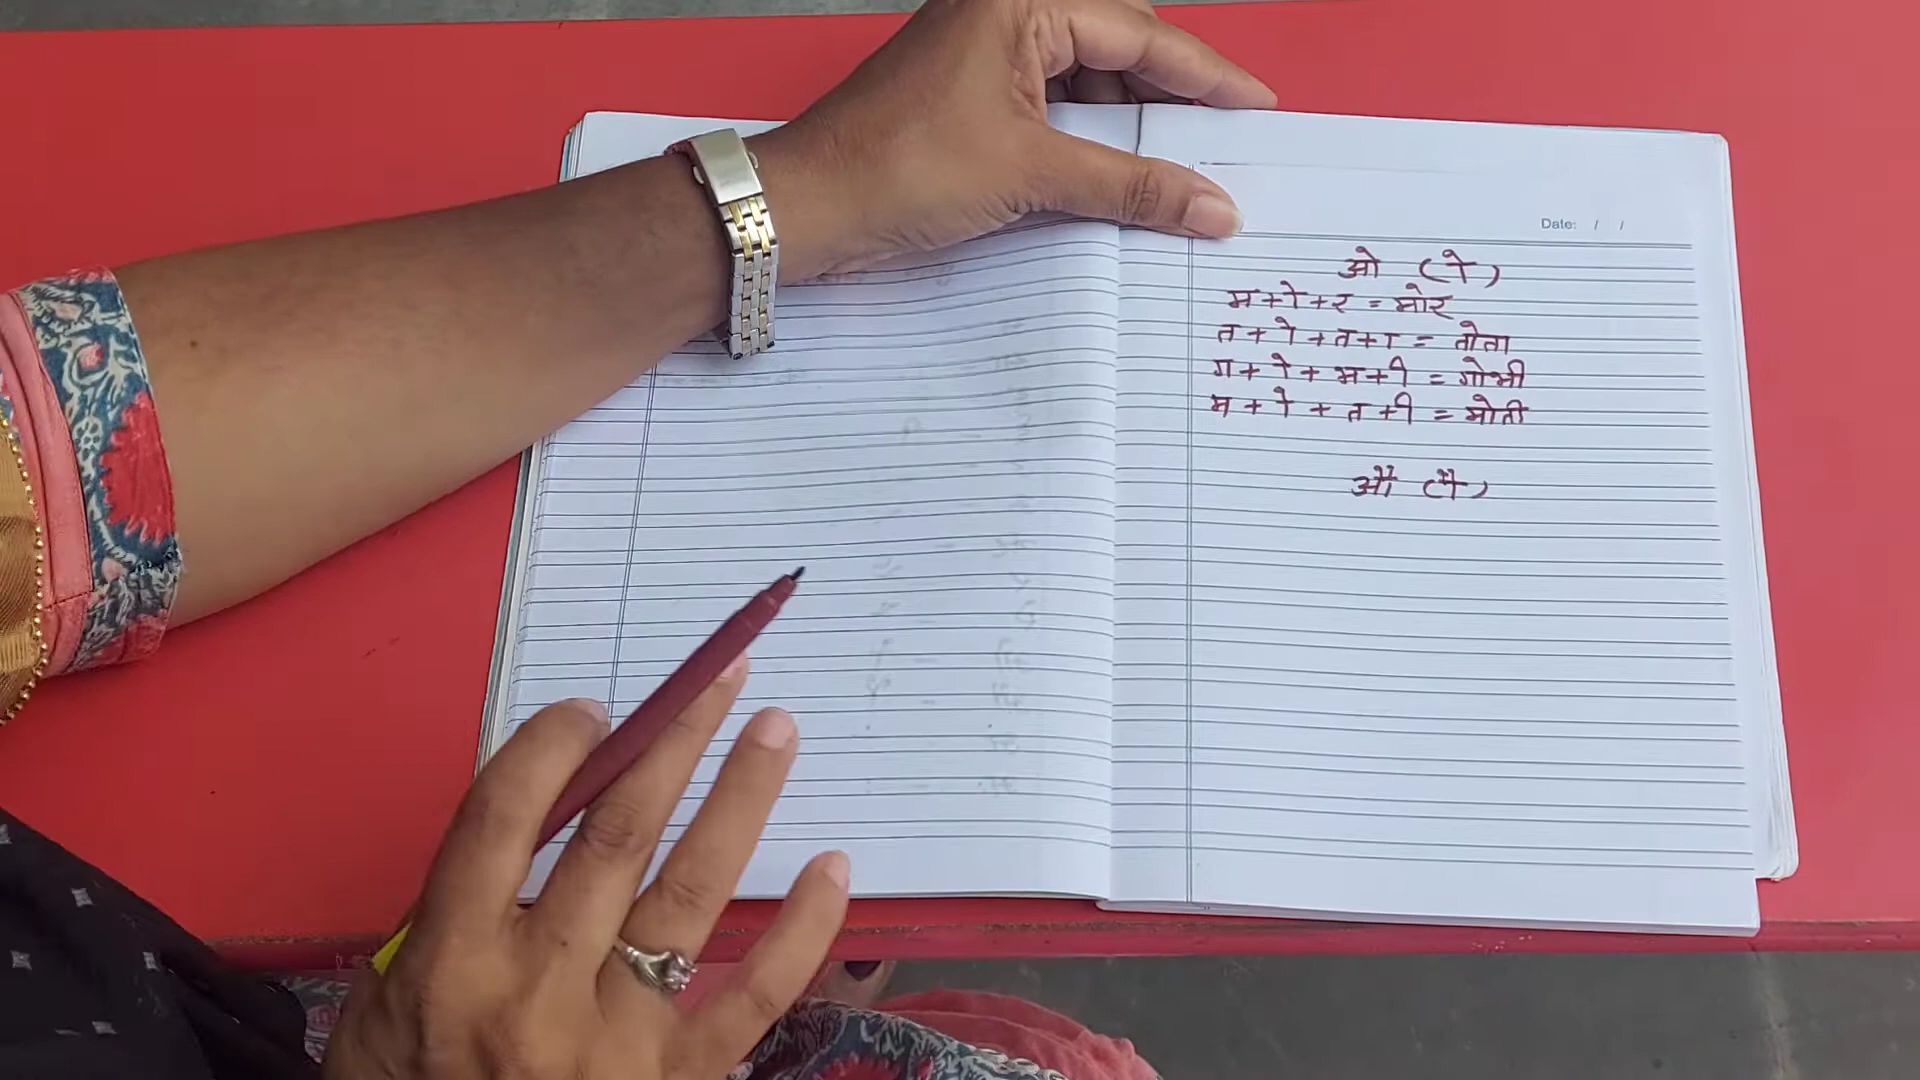 Date: / /
ओ (ो)
म+ो+र = मोर
त+ो+त+ा = तोता
ग+ो+भ+ी = गोभी
म+ो+त+ी = मोती
औ (ौ)